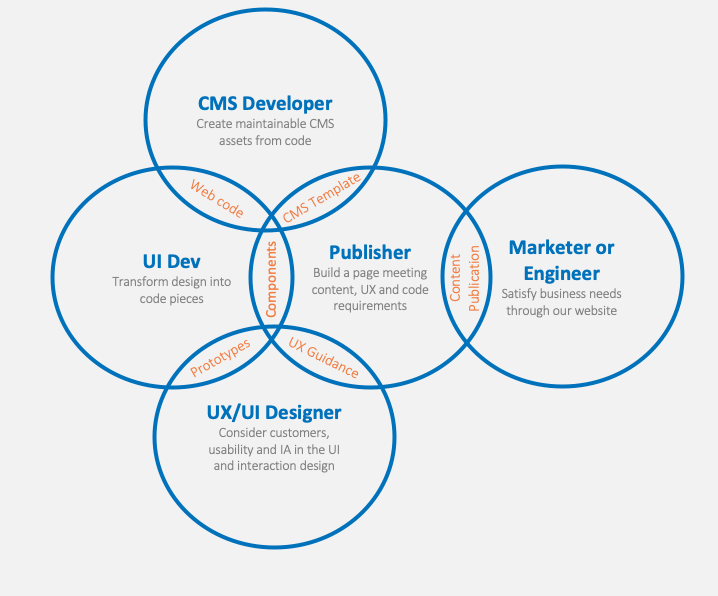 CMS Developer
Create maintainable CMS
assets from code
Web code
CMS Template
UI Dev
Transform design into
code pieces
Components
Publisher
Build a page meeting
content, UX and code
requirements
Content
Publication
Marketer or
Engineer
Satisfy business needs
through our website
Prototypes
UX Guidance
UX/UI Designer
Consider customers,
usability and IA in the UI
and interaction design